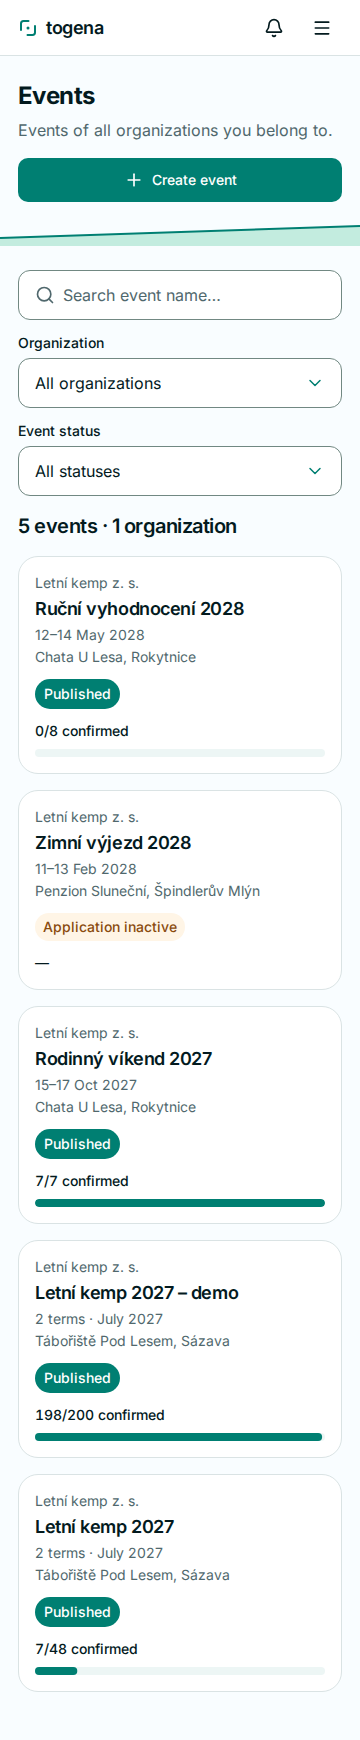 togena
Events
Events of all organizations you belong to.
Create event
Search event name...
Organization
All organizations
Event status
All statuses
5 events · 1 organization
Letní kemp z. s.
Ruční vyhodnocení 2028
12–14 May 2028
Chata U Lesa, Rokytnice
Published
0/8 confirmed
Letní kemp z. s.
Zimní výjezd 2028
11–13 Feb 2028
Penzion Sluneční, Špindlerův Mlýn
Application inactive
—
Letní kemp z. s.
Rodinný víkend 2027
15–17 Oct 2027
Chata U Lesa, Rokytnice
Published
7/7 confirmed
Letní kemp z. s.
Letní kemp 2027 – demo
2 terms · July 2027
Tábořiště Pod Lesem, Sázava
Published
198/200 confirmed
Letní kemp z. s.
Letní kemp 2027
2 terms · July 2027
Tábořiště Pod Lesem, Sázava
Published
7/48 confirmed